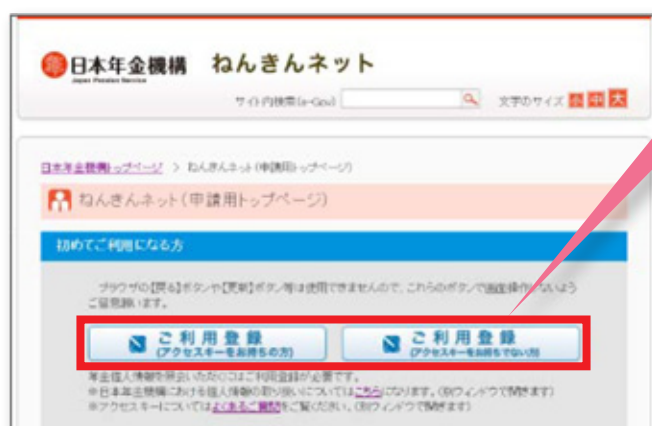 日本年金機構 ねんきんネット
Japan Pension Service
サイト内検索(e-Gov) 文字のサイズ 小 中 大
日本年金機構トップページ > ねんきんネット(申請用トップページ)
ねんきんネット(申請用トップページ)
初めてご利用になる方
ブラウザの【戻る】ボタンや【更新】ボタン等は使用できませんので、これらのボタンで画面操作しないよう
ご留意願います。
ご利用登録 ご利用登録
(アクセスキーをお持ちの方) (アクセスキーをお持ちでない方)
年金個人情報を照会いただくにはご利用登録が必要です。
※日本年金機構における個人情報の取り扱いについてはこちらになります。(別ウィンドウで開きます)
※アクセスキーについてはよくあるご質問をご覧ください。(別ウィンドウで開きます)